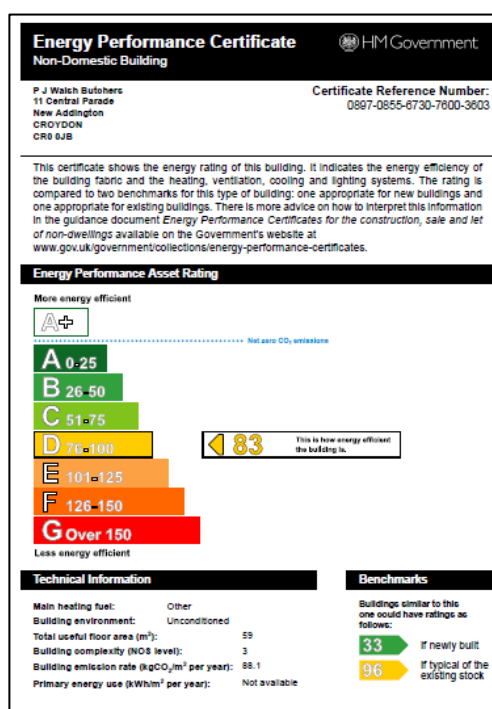 Energy Performance Certificate
HM Government
Non-Domestic Building
P J Walsh Butchers
11 Central Parade
New Addington
CROYDON
CR0 0JB
Certificate Reference Number:
0897-0855-6730-7600-3603
This certificate shows the energy rating of this building. It indicates the energy efficiency of
the building fabric and the heating, ventilation, cooling and lighting systems. The rating is
compared to two benchmarks for this type of building: one appropriate for new buildings and
one appropriate for existing buildings. There is more advice on how to interpret this information
in the guidance document Energy Performance Certificates for the construction, sale and let
of non-dwellings available on the Government's website at
www.gov.uk/government/collections/energy-performance-certificates.
Energy Performance Asset Rating
More energy efficient
A+
Net zero CO₂ emissions
A 0-25
B 26-50
C 51-75
D 76-100
83
This is how energy efficient
the building is.
E 101-125
F 126-150
G Over 150
Less energy efficient
Technical Information
Main heating fuel: Other
Building environment: Unconditioned
Total useful floor area (m²): 59
Building complexity (NOS level): 3
Building emission rate (kgCO₂/m² per year): 88.1
Primary energy use (kWh/m² per year): Not available
Benchmarks
Buildings similar to this
one could have ratings as
follows:
33 If newly built
96 If typical of the
existing stock